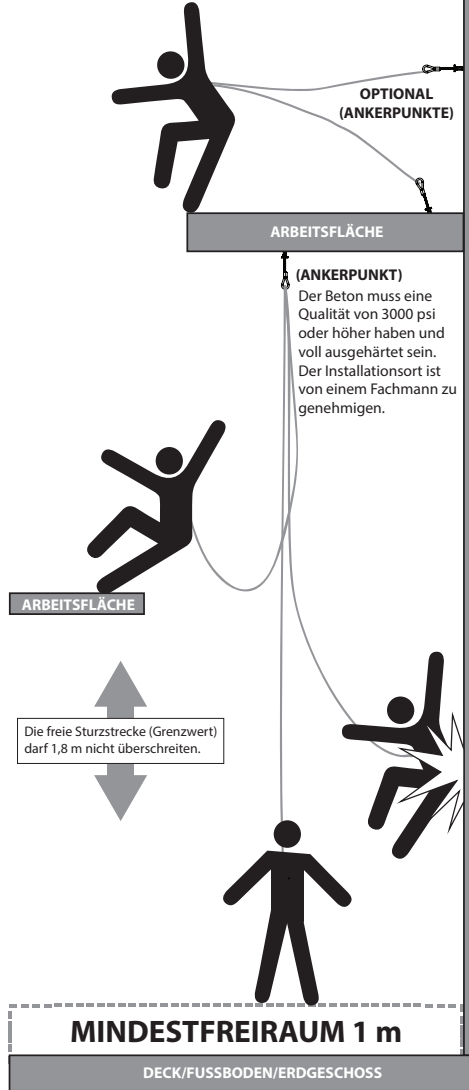 OPTIONAL
(ANKERPUNKTE)
ARBEITSFLÄCHE
(ANKERPUNKT)
Der Beton muss eine
Qualität von 3000 psi
oder höher haben und
voll ausgehärtet sein.
Der Installationsort ist
von einem Fachmann zu
genehmigen.
ARBEITSFLÄCHE
Die freie Sturzstrecke (Grenzwert)
darf 1,8 m nicht überschreiten.
MINDESTFREIRAUM 1 m
DECK/FUSSBODEN/ERDGESCHOSS